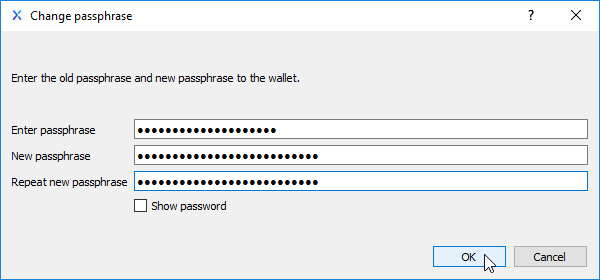 Change passphrase
?
Enter the old passphrase and new passphrase to the wallet.
Enter passphrase ••••••••••••••••••••
New passphrase ••••••••••••••••••••••••••
Repeat new passphrase ••••••••••••••••••••••••••
Show password
OK Cancel